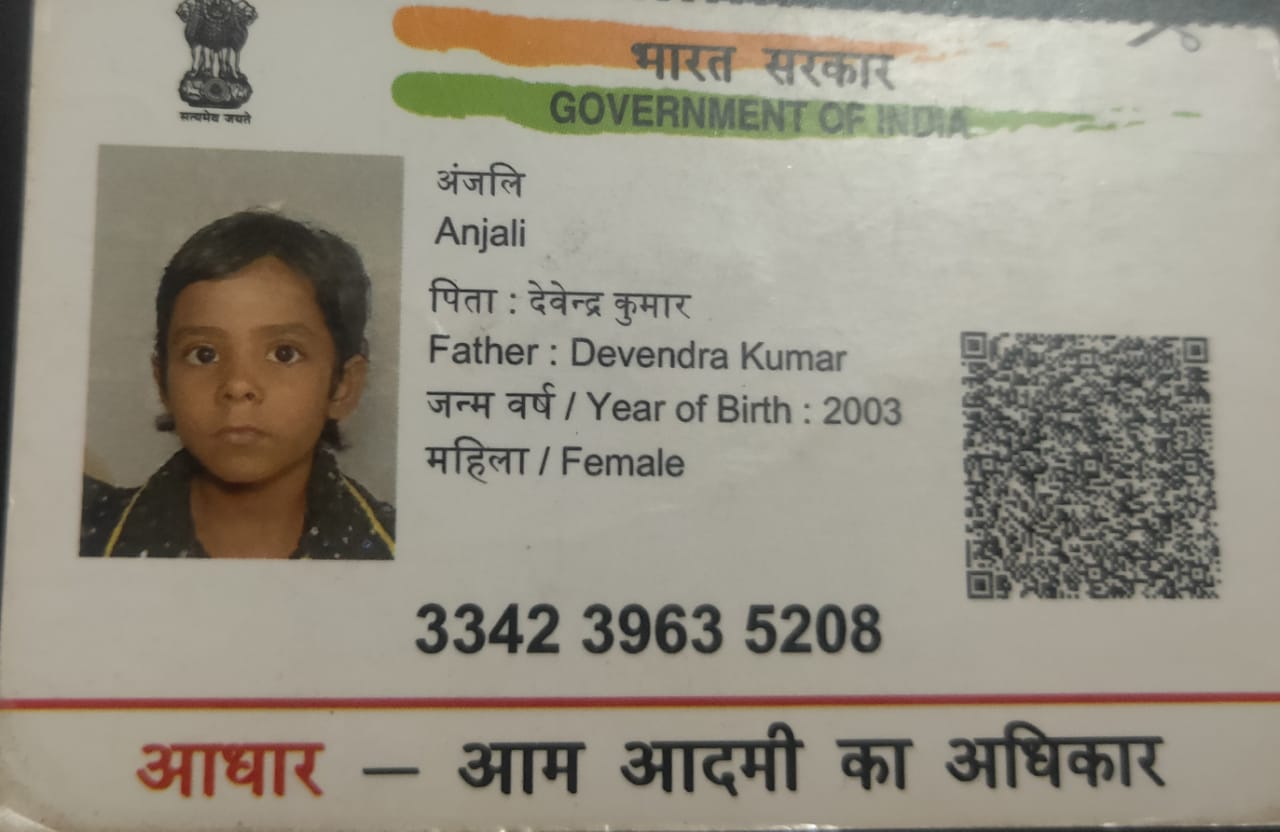 सत्यमेव जयते
भारत सरकार
GOVERNMENT OF INDIA
अंजलि
Anjali
पिता : देवेन्द्र कुमार
Father : Devendra Kumar
जन्म वर्ष / Year of Birth : 2003
महिला / Female
3342 3963 5208
आधार – आम आदमी का अधिकार